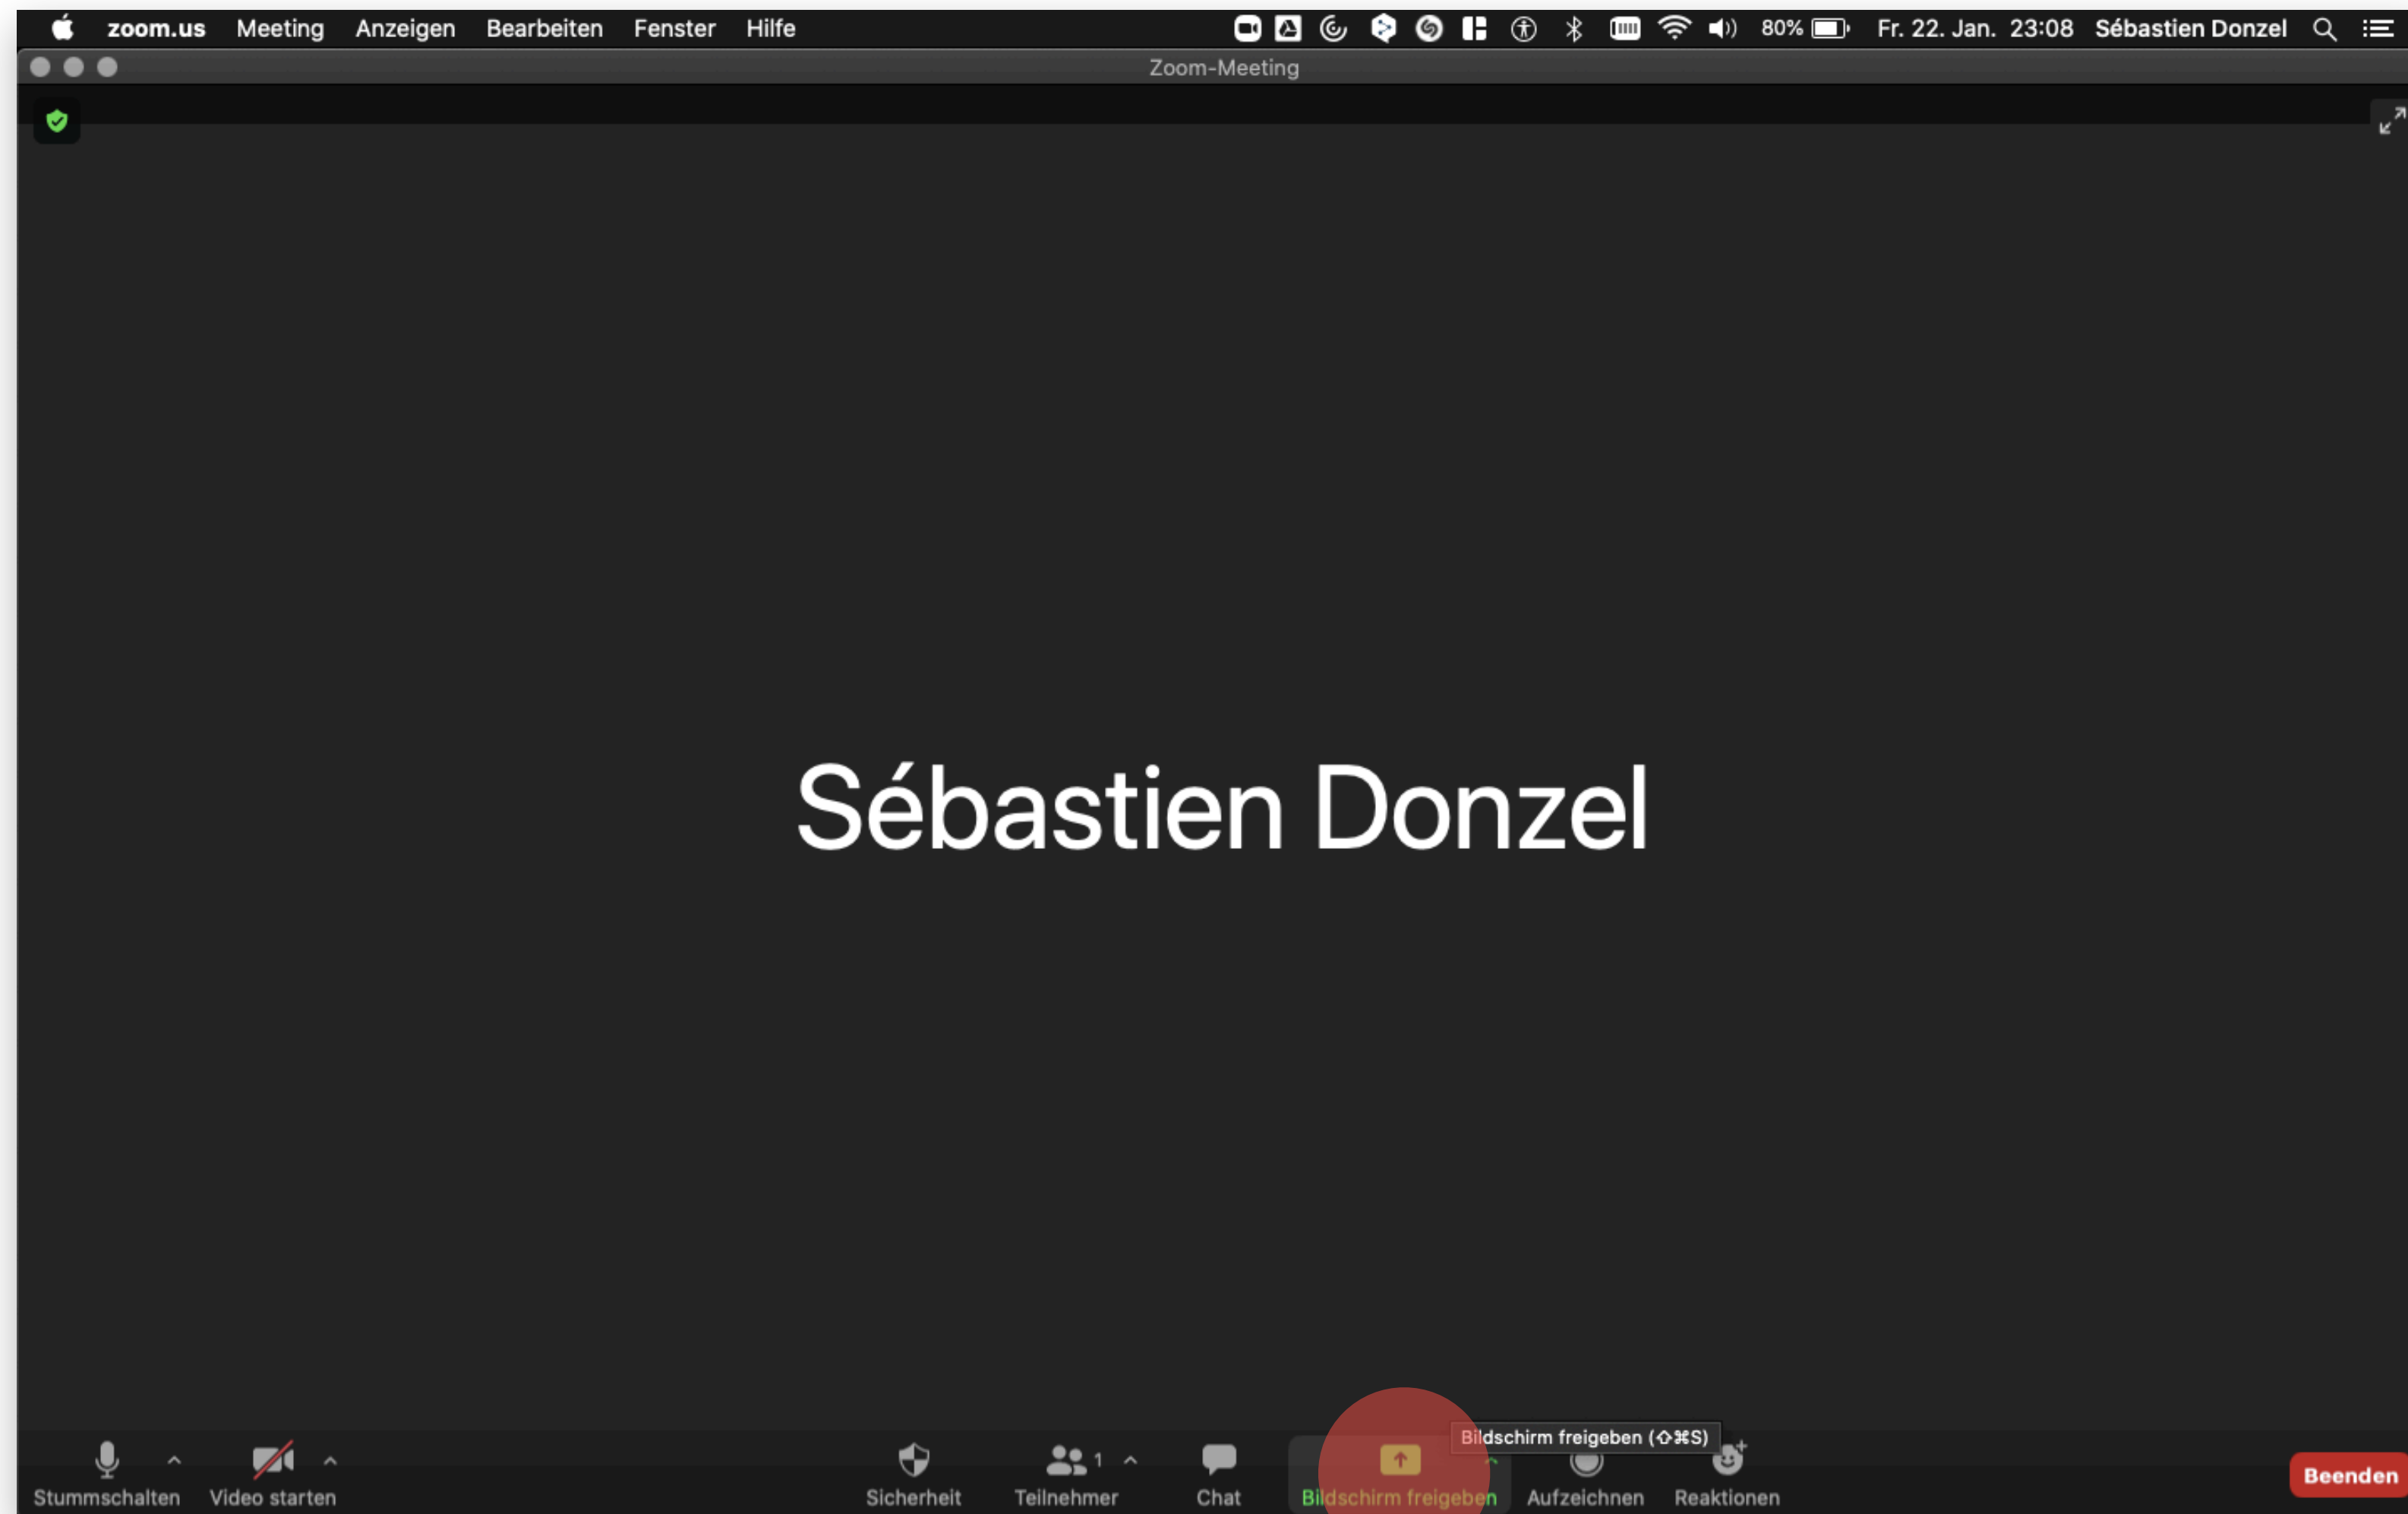 zoom.us Meeting Anzeigen Bearbeiten Fenster Hilfe 80% Fr. 22. Jan. 23:08 Sébastien Donzel
Zoom-Meeting
Sébastien Donzel
Bildschirm freigeben (⇧⌘S)
1
Stummschalten Video starten Sicherheit Teilnehmer Chat Bildschirm freigeben Aufzeichnen Reaktionen Beenden